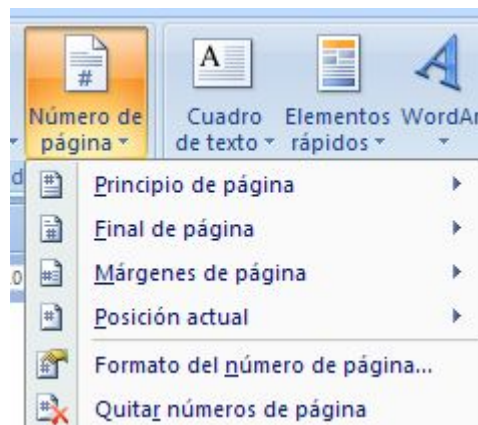 Número de página
Cuadro de texto
Elementos rápidos
A
Principio de página
Final de página
Márgenes de página
Posición actual
Formato del número de página...
Quitar números de página